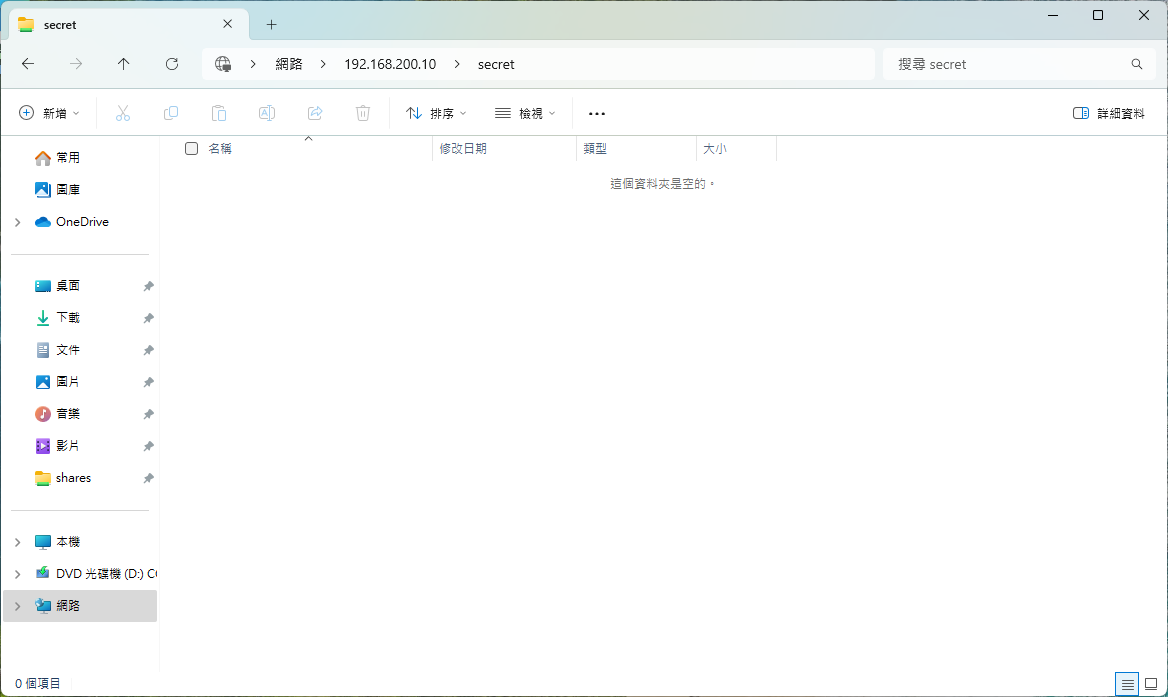 secret
網路 192.168.200.10 secret
搜尋 secret
新增 排序 檢視 詳細資料
名稱 修改日期 類型 大小
這個資料夾是空的。
常用
圖庫
OneDrive
桌面
下載
文件
圖片
音樂
影片
shares
本機
DVD 光碟機 (D:) C
網路
0 個項目